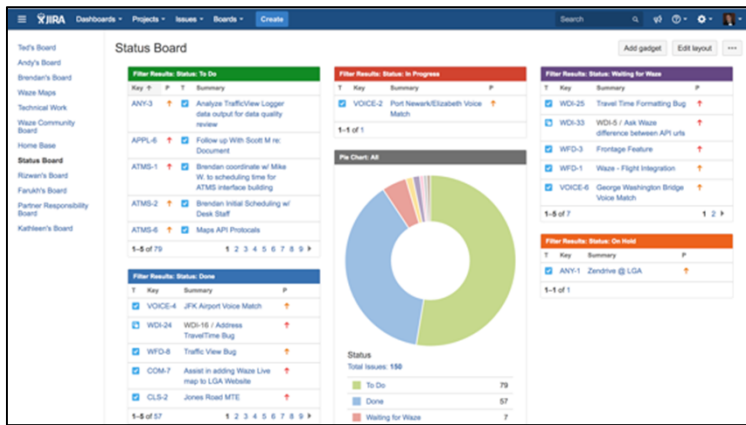 JIRA Dashboards Projects Issues Boards Create Search
Ted's Board
Andy's Board
Brendan's Board
Waze Maps
Technical Work
Waze Community
Board
Home Base
Status Board
Rizwen's Board
Farukh's Board
Partner Responsibility
Board
Kathleen's Board
Status Board
Add gadget Edit layout
Filter Results: Status: To Do
Key P T Summary
ANY-3 Analyze TrafficView Logger
data output for data quality
review
APPL-6 Follow up With Scott M re:
Document
ATMS-1 Brendan coordinate w/ Mike
W. to scheduling time for
ATMS interface building
ATMS-2 Brendan Initial Scheduling w/
Desk Staff
ATMS-6 Maps API Protocals
1–5 of 79 1 2 3 4 5 6 7 8 9
Filter Results: Status: Done
T Key Summary P
VOICE-4 JFK Airport Voice Match
WDI-24 WDI-16 / Address
TravelTime Bug
WFD-8 Traffic View Bug
COM-7 Assist in adding Waze Live
map to LGA Website
CLS-2 Jones Road MTE
1–5 of 57 1 2 3 4 5 6 7 8 9
Filter Results: Status: In Progress
T Key Summary P
VOICE-2 Port Newark/Elizabeth Voice
Match
1–1 of 1
Pie Chart: All
Status
Total Issues: 150
To Do 79
Done 57
Waiting for Waze 7
Filter Results: Status: Waiting for Waze
T Key Summary P
WDI-25 Travel Time Formatting Bug
WDI-33 WDI-5 / Ask Waze
difference between API urls
WFD-3 Frontage Feature
WFD-1 Waze - Flight Integration
VOICE-6 George Washington Bridge
Voice Match
1–5 of 7 1 2
Filter Results: Status: On Hold
T Key Summary P
ANY-1 Zendrive @ LGA
1–1 of 1